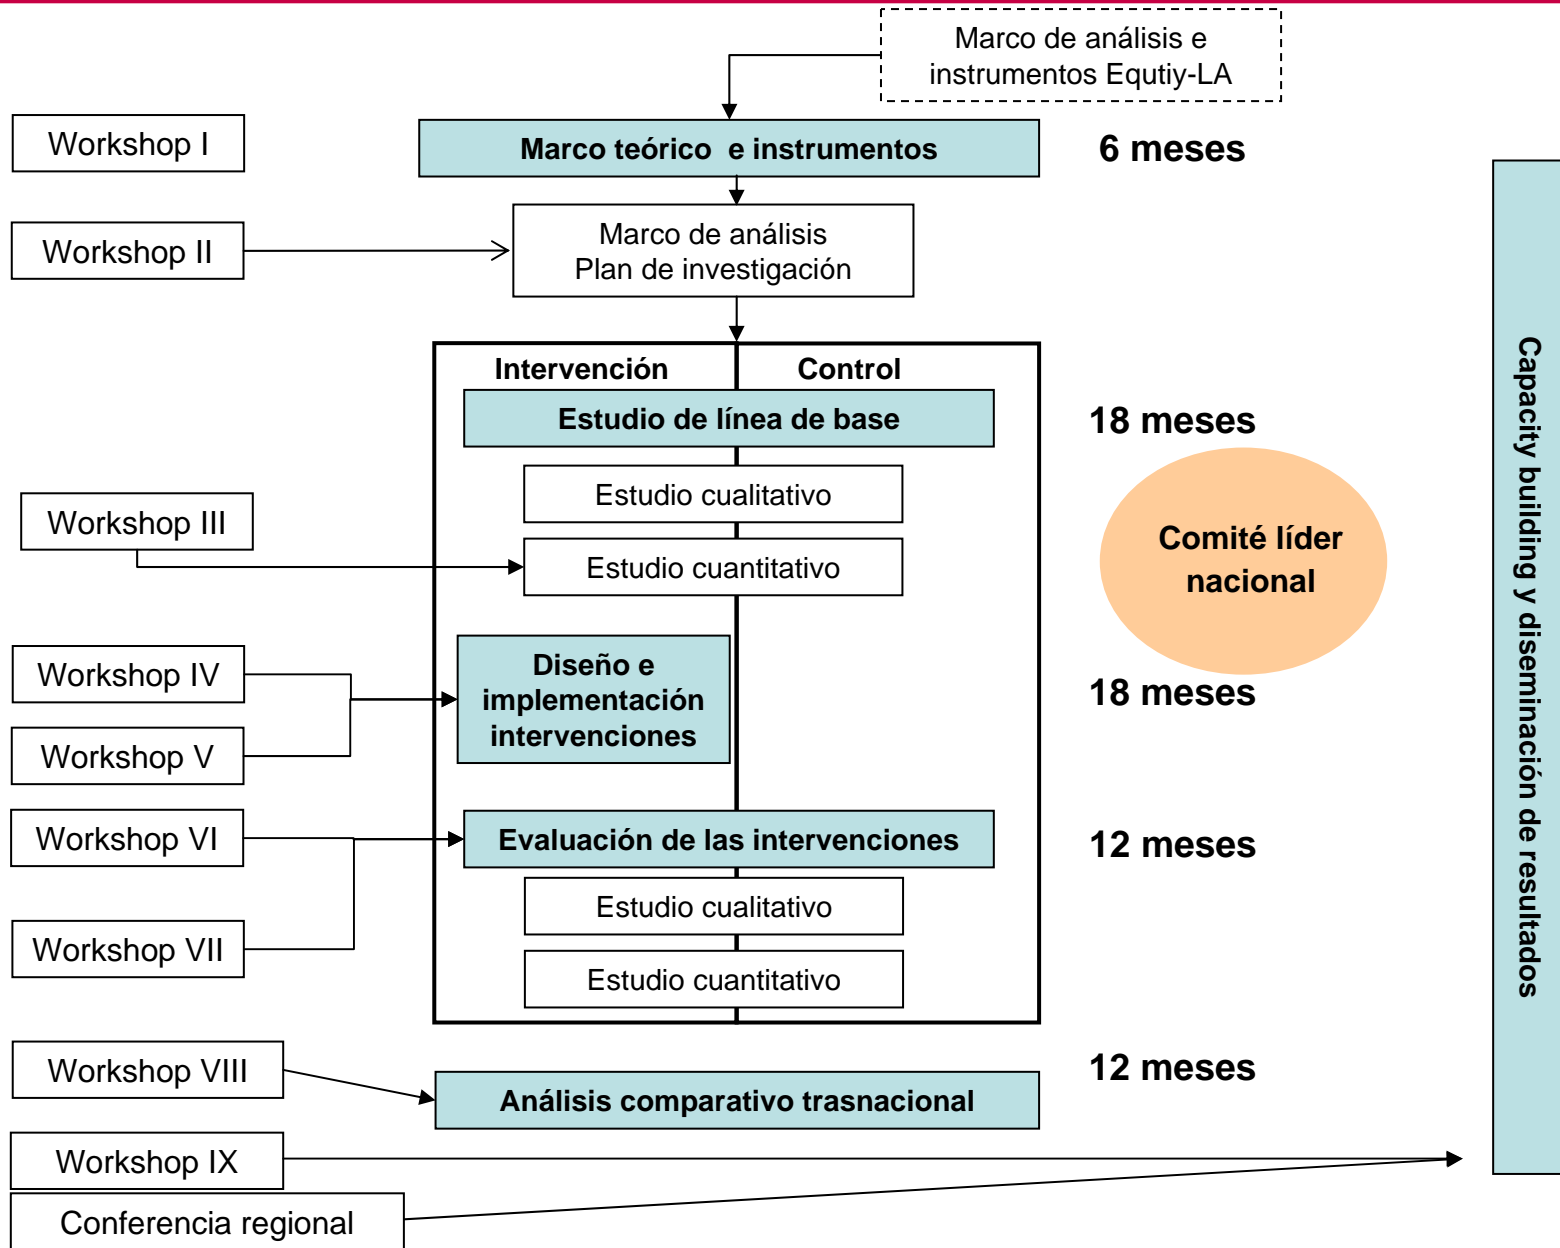 Marco de análisis e
instrumentos Equtiy-LA
Workshop I
Marco teórico e instrumentos
6 meses
Workshop II
Marco de análisis
Plan de investigación
Intervención
Control
Estudio de línea de base
18 meses
Estudio cualitativo
Workshop III
Estudio cuantitativo
Comité líder
nacional
Workshop IV
Diseño e
implementación
intervenciones
18 meses
Workshop V
Workshop VI
Evaluación de las intervenciones
12 meses
Estudio cualitativo
Workshop VII
Estudio cuantitativo
Workshop VIII
12 meses
Análisis comparativo trasnacional
Workshop IX
Conferencia regional
Capacity building y diseminación de resultados